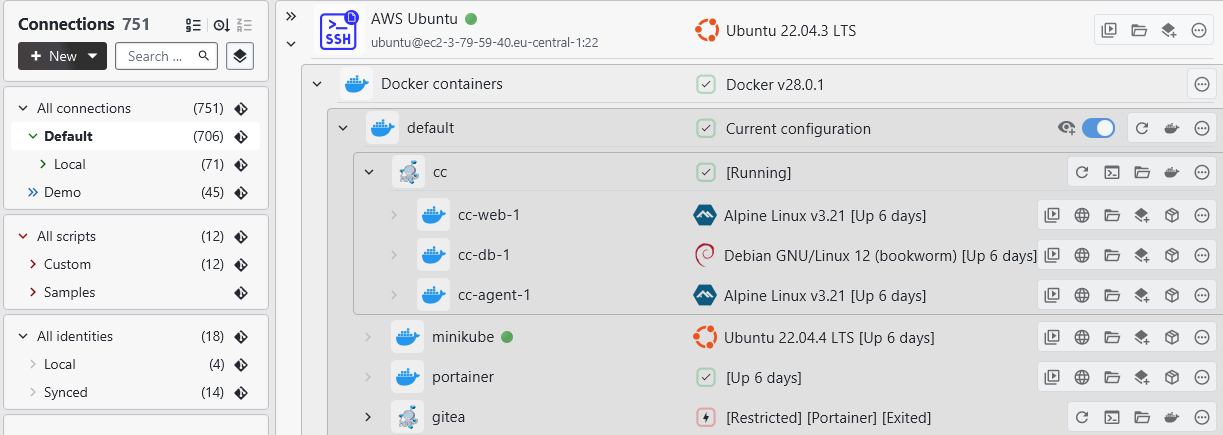 Connections 751
New
Search ...
All connections (751)
Default (706)
Local (71)
Demo (45)
All scripts (12)
Custom (12)
Samples
All identities (18)
Local (4)
Synced (14)
>_ SSH
AWS Ubuntu
ubuntu@ec2-3-79-59-40.eu-central-1:22
Ubuntu 22.04.3 LTS
Docker containers Docker v28.0.1
default Current configuration
cc [Running]
cc-web-1 Alpine Linux v3.21 [Up 6 days]
cc-db-1 Debian GNU/Linux 12 (bookworm) [Up 6 days]
cc-agent-1 Alpine Linux v3.21 [Up 6 days]
minikube Ubuntu 22.04.4 LTS [Up 6 days]
portainer [Up 6 days]
gitea [Restricted] [Portainer] [Exited]